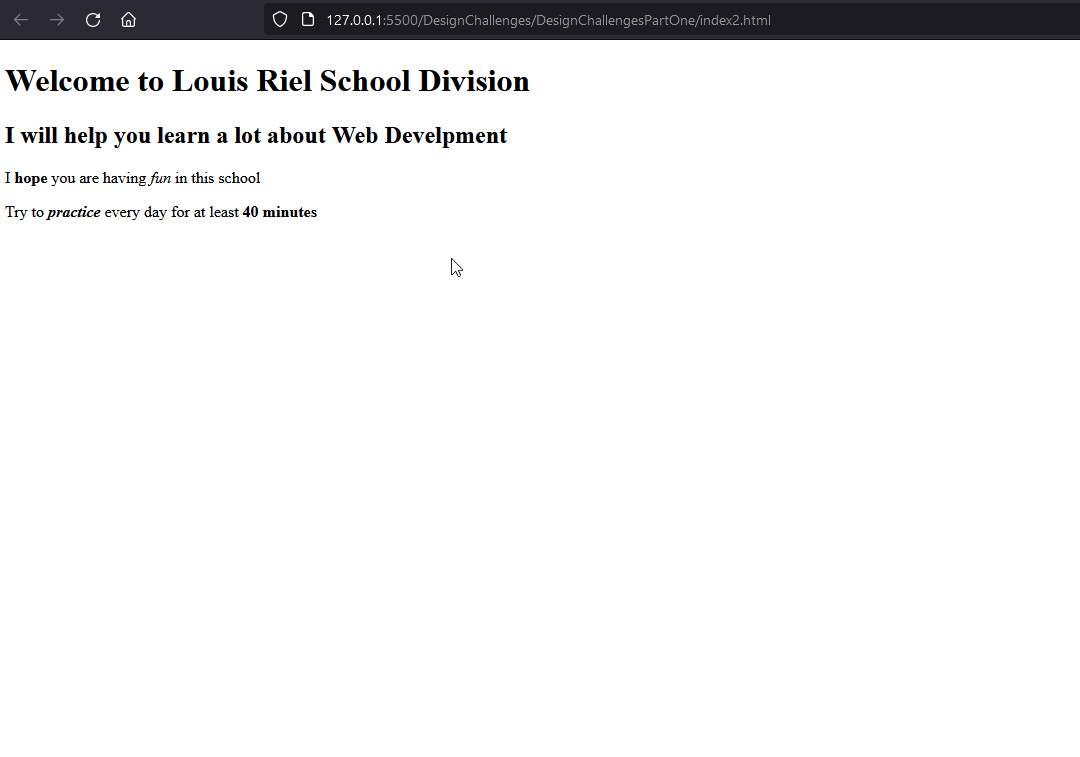 127.0.0.1:5500/DesignChallenges/DesignChallengesPartOne/index2.html
Welcome to Louis Riel School Division
I will help you learn a lot about Web Develpment
I hope you are having fun in this school
Try to practice every day for at least 40 minutes